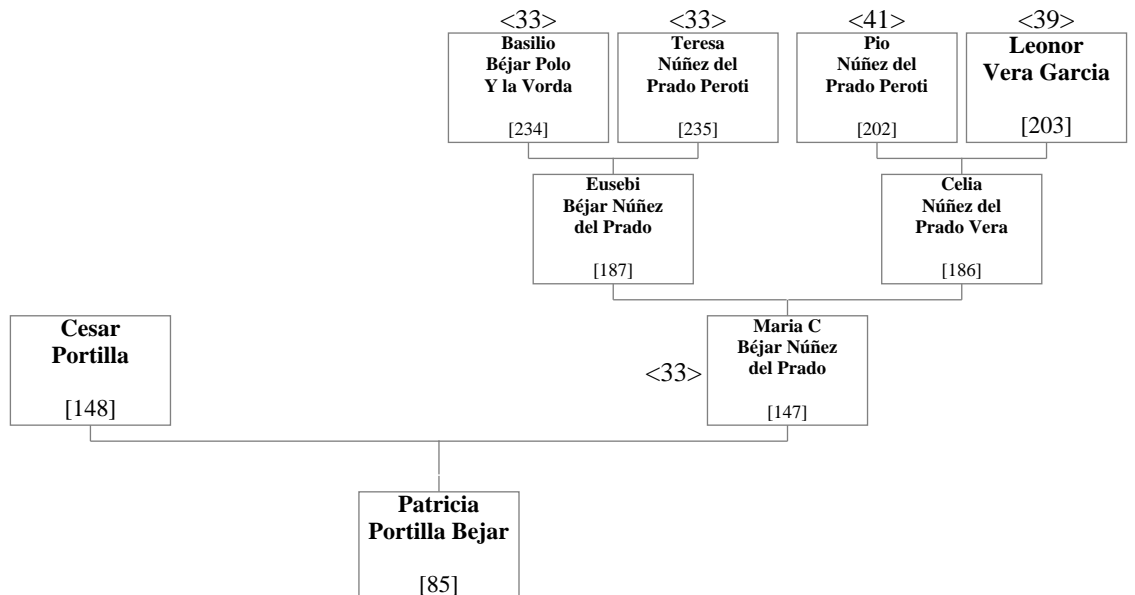 <33>
<33>
<41>
<39>
Basilio
Béjar Polo
Y la Vorda
[234]
Teresa
Núñez del
Prado Peroti
[235]
Pio
Núñez del
Prado Peroti
[202]
Leonor
Vera Garcia
[203]
Eusebi
Béjar Núñez
del Prado
[187]
Celia
Núñez del
Prado Vera
[186]
Cesar
Portilla
[148]
<33>
Maria C
Béjar Núñez
del Prado
[147]
Patricia
Portilla Bejar
[85]